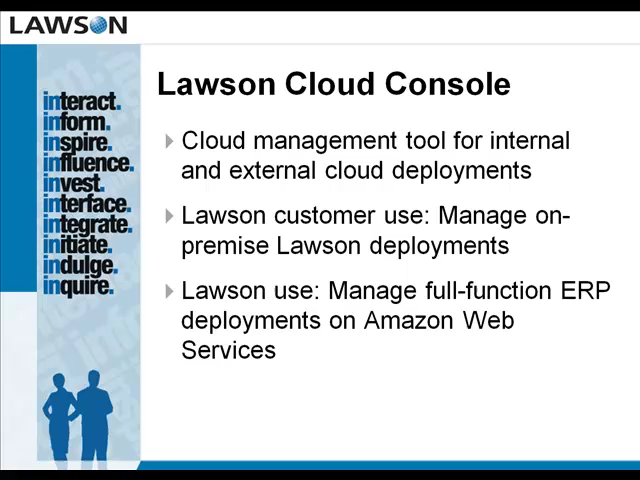 LAWSON
Lawson Cloud Console
Cloud management tool for internal
and external cloud deployments
Lawson customer use: Manage on-
premise Lawson deployments
Lawson use: Manage full-function ERP
deployments on Amazon Web
Services
interact.
inform.
inspire.
influence.
invest.
interface.
integrate.
initiate.
indulge.
inquire.